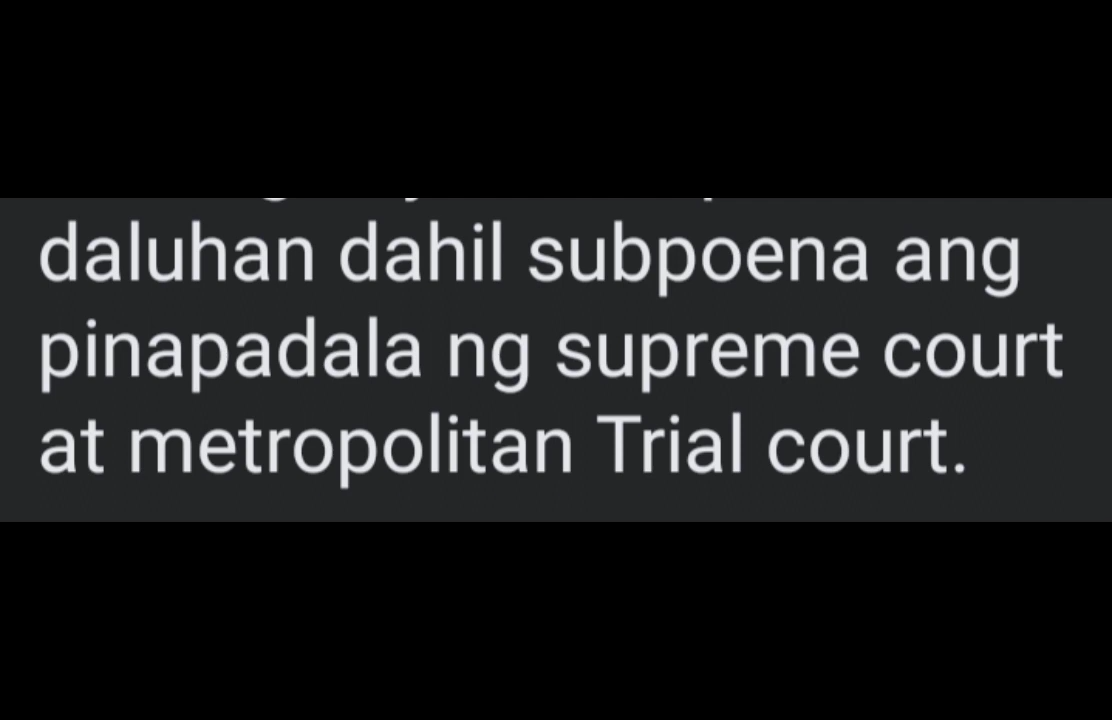 daluhan dahil subpoena ang
pinapadala ng supreme court
at metropolitan Trial court.